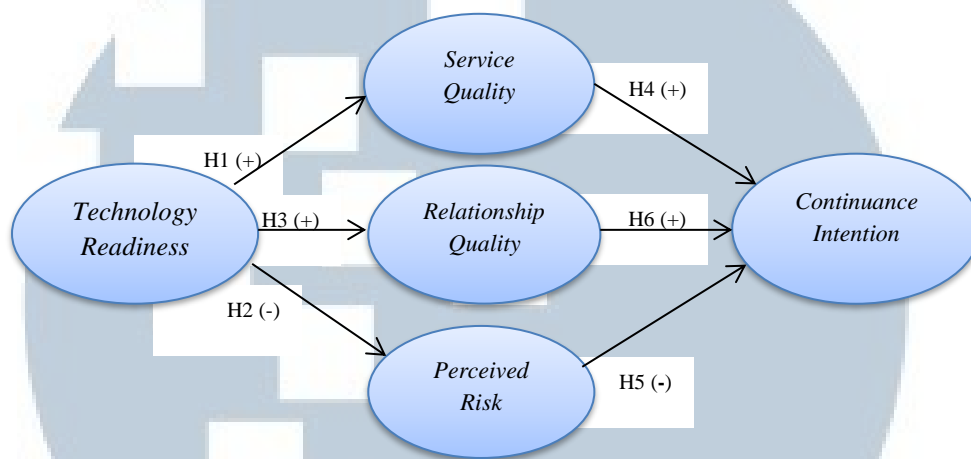 Service
Quality
H4 (+)
H1 (+)
Technology
Readiness
H3 (+)
Relationship
Quality
H6 (+)
Continuance
Intention
H2 (-)
Perceived
Risk
H5 (-)